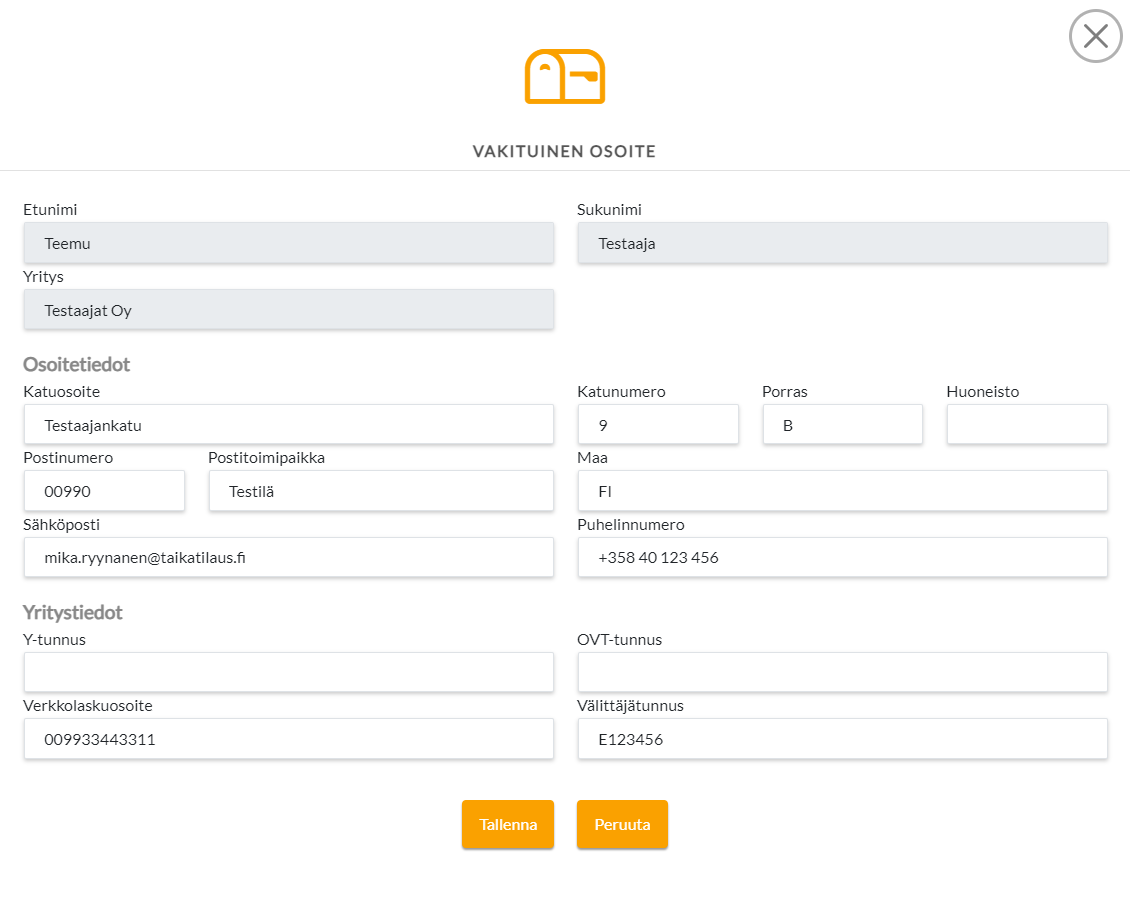 VAKITUINEN OSOITE
Etunimi
Sukunimi
Teemu
Testaaja
Yritys
Testaajat Oy
Osoitetiedot
Katuosoite
Katunumero
Porras
Huoneisto
Testaajankatu
9
B
Postinumero
Postitoimipaikka
Maa
00990
Testilä
FI
Sähköposti
Puhelinnumero
mika.ryynanen@taikatilaus.fi
+358 40 123 456
Yritystiedot
Y-tunnus
OVT-tunnus
Verkkolaskuosoite
Välittäjätunnus
009933443311
E123456
Tallenna
Peruuta